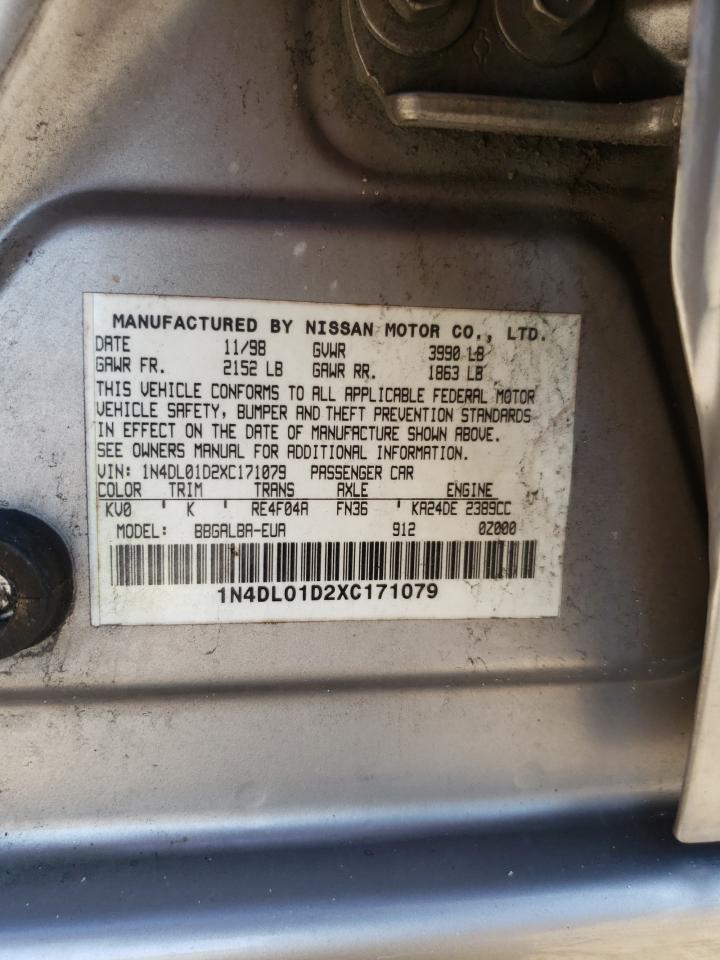 MANUFACTURED BY NISSAN MOTOR CO., LTD.
DATE 11/98 GVWR 3990 LB
GAWR FR. 2152 LB GAWR RR. 1863 LB
THIS VEHICLE CONFORMS TO ALL APPLICABLE FEDERAL MOTOR
VEHICLE SAFETY, BUMPER AND THEFT PREVENTION STANDARDS
IN EFFECT ON THE DATE OF MANUFACTURE SHOWN ABOVE.
SEE OWNERS MANUAL FOR ADDITIONAL INFORMATION.
VIN: 1N4DL01D2XC171079 PASSENGER CAR
COLOR TRIM TRANS AXLE ENGINE
KV0 K RE4F04A FN36 KA24DE 2389CC
MODEL: BBGALBA-EUA 912 0Z000
1N4DL01D2XC171079